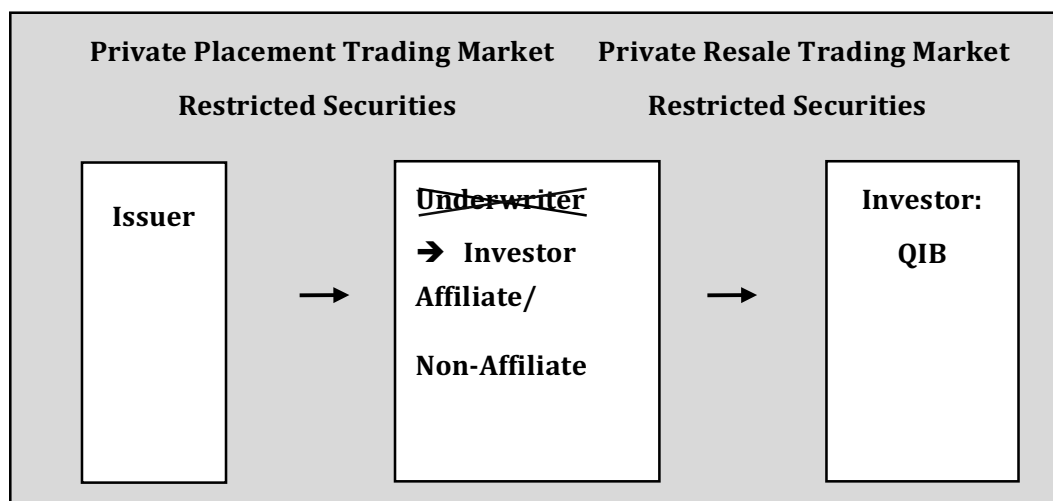 Private Placement Trading Market
Restricted Securities
Private Resale Trading Market
Restricted Securities
Issuer
Underwriter
➔ Investor
Affiliate/
Non-Affiliate
Investor:
QIB